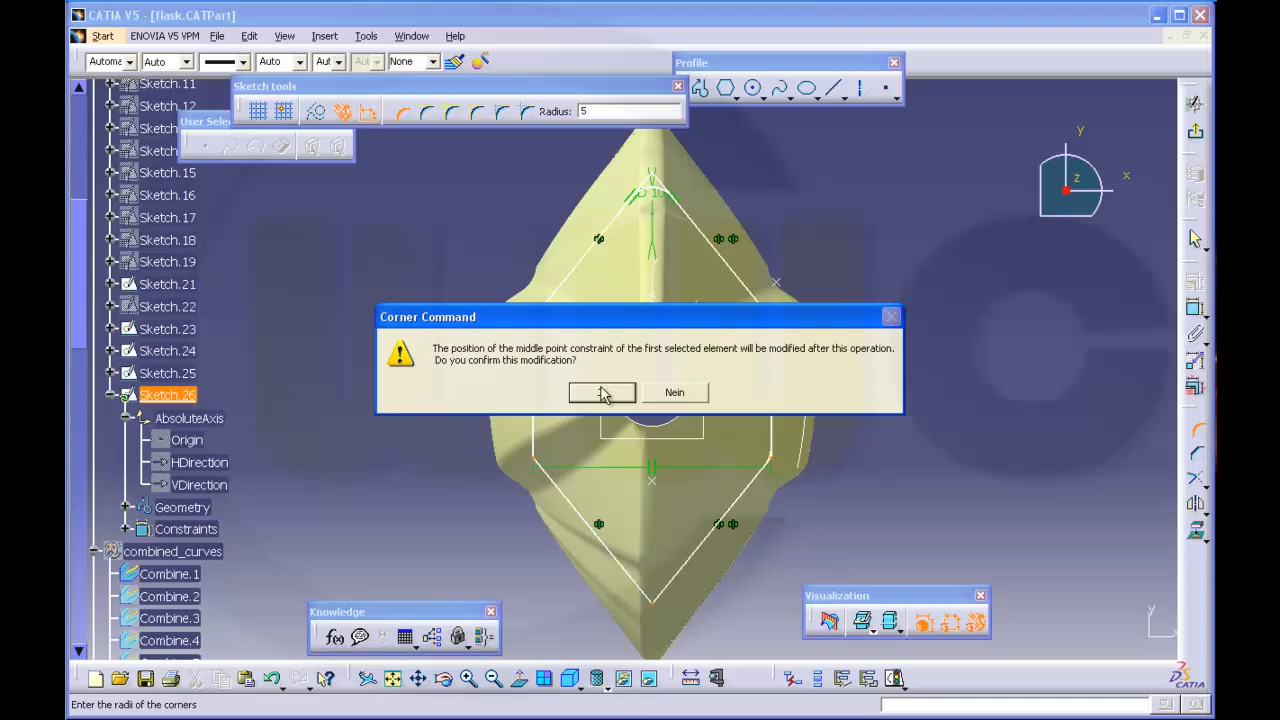 CATIA V5 - [flask.CATPart]
Start ENOVIA V5 VPM File Edit View Insert Tools Window Help
Auto Auto Aut None
Profile
Sketch tools
Radius: 5
Sketch.11
Sketch.12
Sketch
Sketch
Sketch.15
Sketch.16
Sketch.17
Sketch.18
Sketch.19
Sketch.21
Sketch.22
Sketch.23
Sketch.24
Sketch.25
Sketch.26
AbsoluteAxis
Origin
HDirection
VDirection
Geometry
Constraints
combined_curves
Combine.1
Combine.2
Combine.3
Combine.4
y
x
z
Corner Command
The position of the middle point constraint of the first selected element will be modified after this operation.
Do you confirm this modification?
Nein
Knowledge
f(x)
Visualization
y
x
CATIA
Enter the radii of the corners